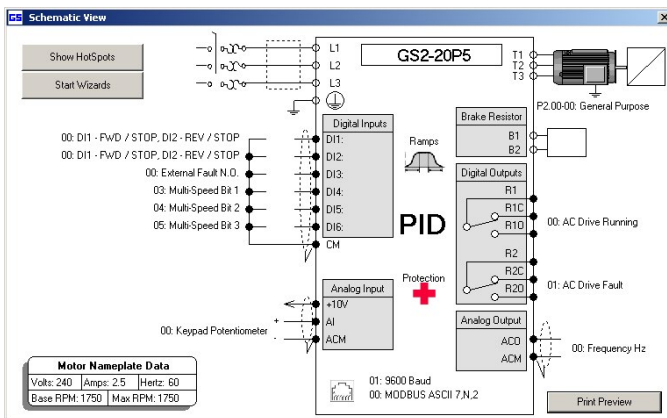 GS Schematic View
Show HotSpots
Start Wizards
L1
L2
L3
GS2-20P5
T1
T2
T3
P2.00-00: General Purpose
Digital Inputs
00: DI1 - FWD / STOP, DI2 - REV / STOP
DI1:
00: DI1 - FWD / STOP, DI2 - REV / STOP
DI2:
00: External Fault N.O.
DI3:
03: Multi-Speed Bit 1
DI4:
04: Multi-Speed Bit 2
DI5:
05: Multi-Speed Bit 3
DI6:
CM
Ramps
PID
Protection
Brake Resistor
B1
B2
Digital Outputs
R1
R1C
R1O
00: AC Drive Running
R2
R2C
R2O
01: AC Drive Fault
Analog Input
+10V
+
AI
00: Keypad Potentiometer
-
ACM
Analog Output
ACO
ACM
00: Frequency Hz
Motor Nameplate Data
Volts: 240 Amps: 2.5 Hertz: 60
Base RPM: 1750 Max RPM: 1750
01: 9600 Baud
00: MODBUS ASCII 7,N,2
Print Preview